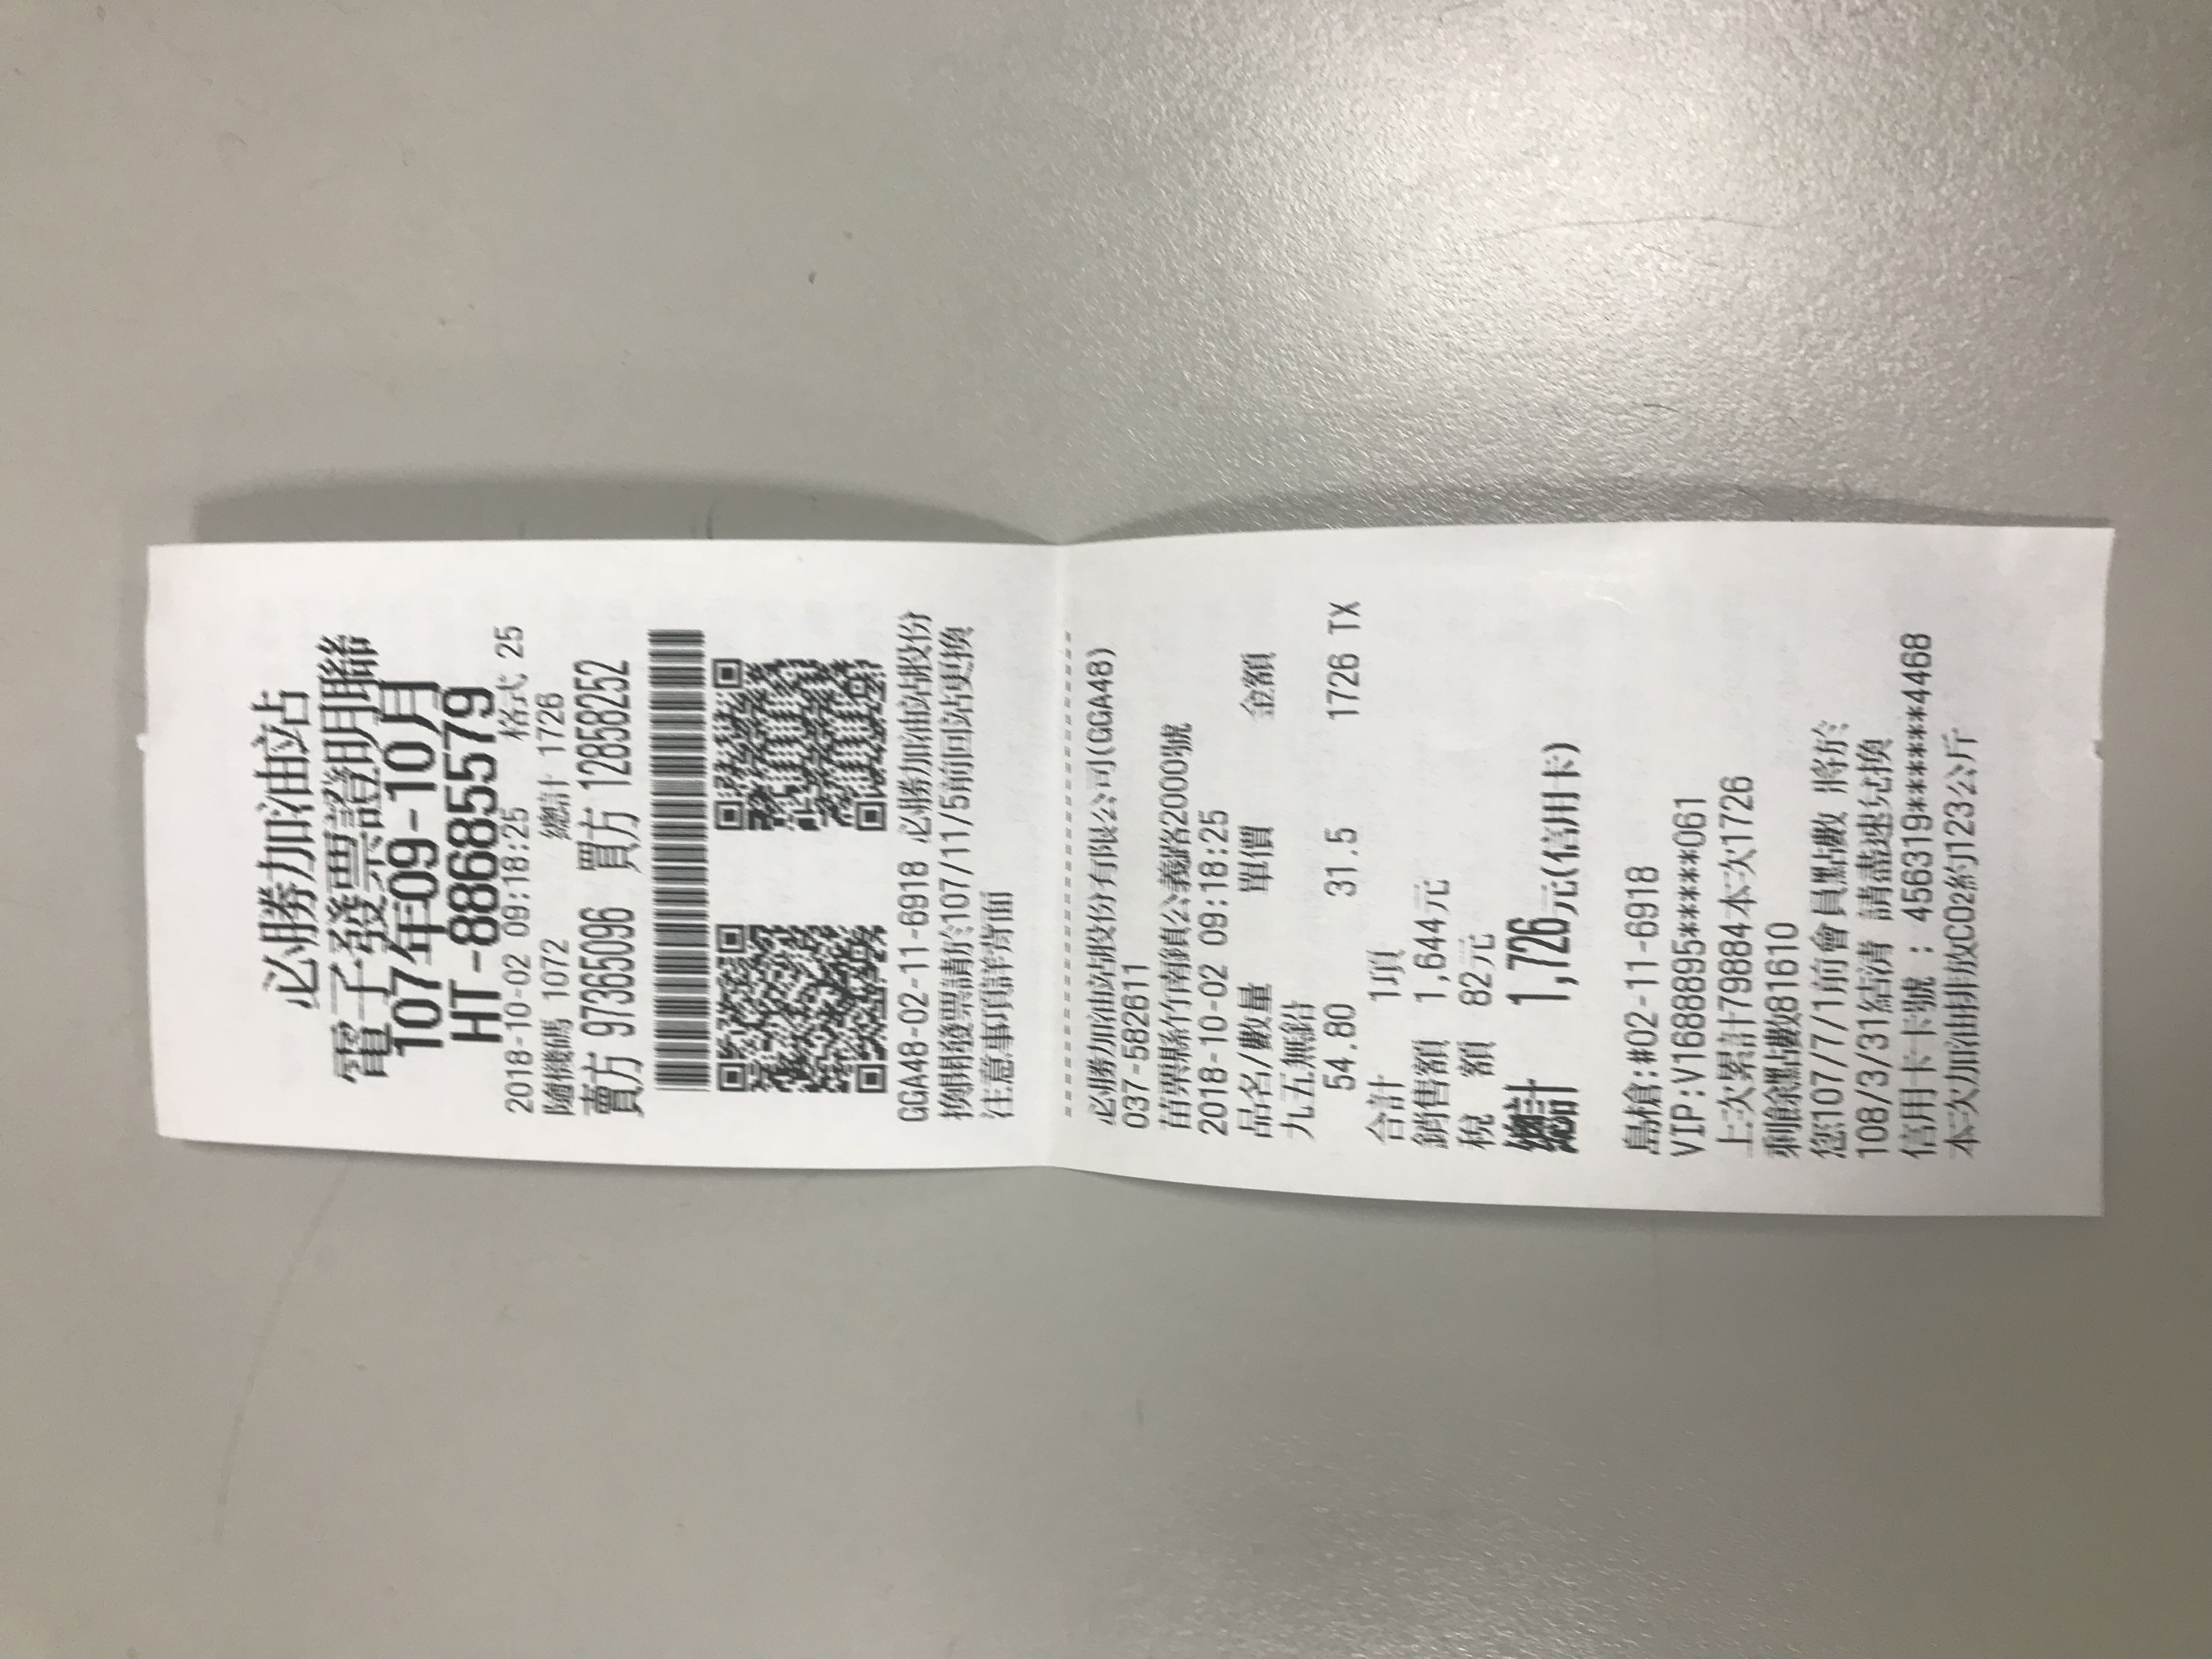 必勝加油站
電子發票證明聯
107年09-10月
HT-88685579
2018-10-02 09:18:25 格式 25
隨機碼 1072 總計 1726
賣方 97365096 買方 12858252
GGA48-02-11-6918 必勝加油站股份
換開發票請於107/11/5前回站更換
注意事項詳背面
必勝加油站股份有限公司(GGA48)
037-582611
苗栗縣竹南鎮公義路2000號
2018-10-02 09:18:25
品名/數量 單價 金額
九五無鉛
54.80 31.5 1726 TX
合計 1項
銷售額 1,644元
稅 額 82元
總計 1,726元(信用卡)
島槍:#02-11-6918
VIP:V1688895*****061
上次累計79884本次1726
剩餘點數81610
您107/7/1前會員點數 將於
108/3/31結清 請盡速兌換
信用卡卡號 : 456319******4468
本次加油排放CO2約123公斤